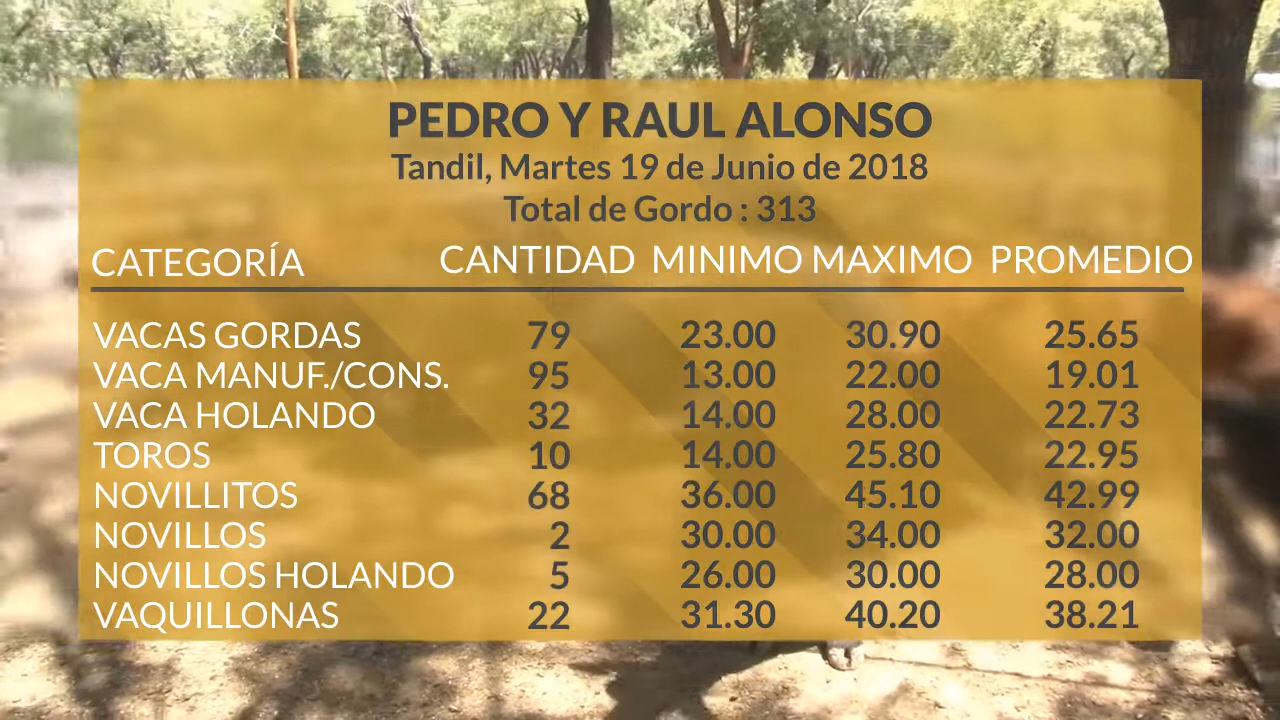 PEDRO Y RAUL ALONSO
Tandil, Martes 19 de Junio de 2018
Total de Gordo : 313
CATEGORÍA CANTIDAD MINIMO MAXIMO PROMEDIO
VACAS GORDAS 79 23.00 30.90 25.65
VACA MANUF./CONS. 95 13.00 22.00 19.01
VACA HOLANDO 32 14.00 28.00 22.73
TOROS 10 14.00 25.80 22.95
NOVILLITOS 68 36.00 45.10 42.99
NOVILLOS 2 30.00 34.00 32.00
NOVILLOS HOLANDO 5 26.00 30.00 28.00
VAQUILLONAS 22 31.30 40.20 38.21